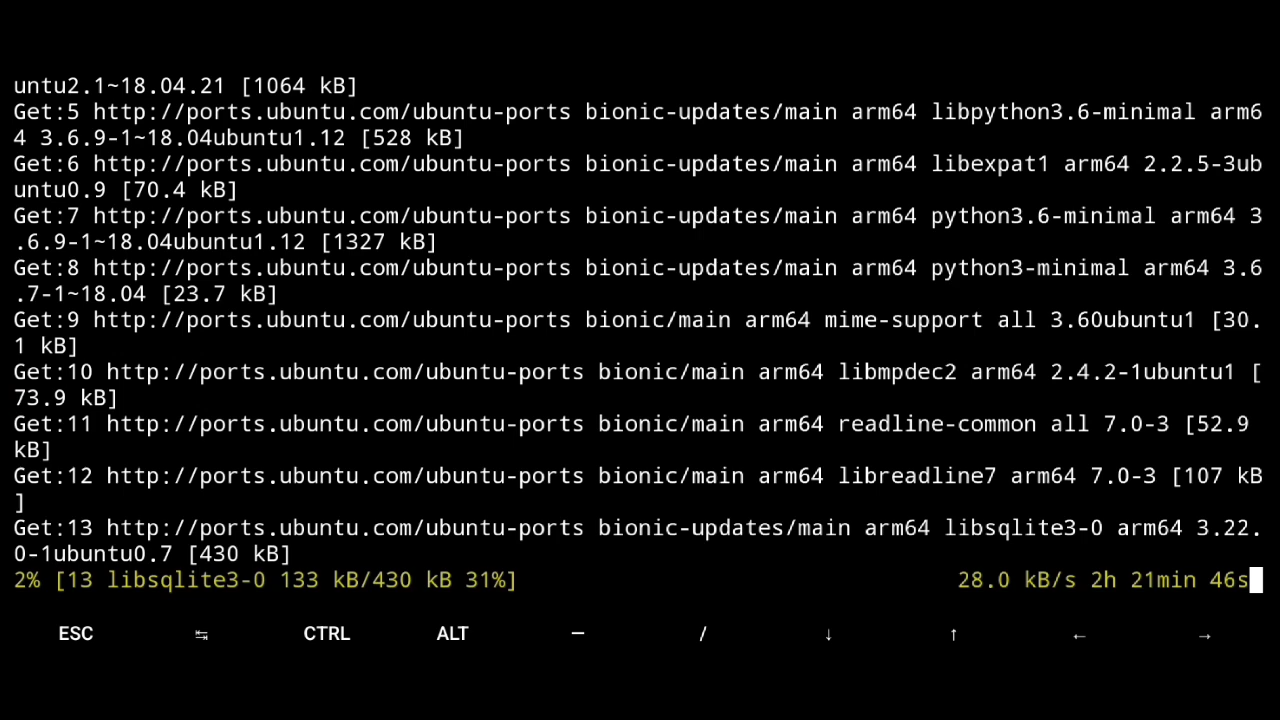 untu2.1~18.04.21 [1064 kB]
Get:5 http://ports.ubuntu.com/ubuntu-ports bionic-updates/main arm64 libpython3.6-minimal arm6
4 3.6.9-1~18.04ubuntu1.12 [528 kB]
Get:6 http://ports.ubuntu.com/ubuntu-ports bionic-updates/main arm64 libexpat1 arm64 2.2.5-3ub
untu0.9 [70.4 kB]
Get:7 http://ports.ubuntu.com/ubuntu-ports bionic-updates/main arm64 python3.6-minimal arm64 3
.6.9-1~18.04ubuntu1.12 [1327 kB]
Get:8 http://ports.ubuntu.com/ubuntu-ports bionic-updates/main arm64 python3-minimal arm64 3.6
.7-1~18.04 [23.7 kB]
Get:9 http://ports.ubuntu.com/ubuntu-ports bionic/main arm64 mime-support all 3.60ubuntu1 [30.
1 kB]
Get:10 http://ports.ubuntu.com/ubuntu-ports bionic/main arm64 libmpdec2 arm64 2.4.2-1ubuntu1 [
73.9 kB]
Get:11 http://ports.ubuntu.com/ubuntu-ports bionic/main arm64 readline-common all 7.0-3 [52.9
kB]
Get:12 http://ports.ubuntu.com/ubuntu-ports bionic/main arm64 libreadline7 arm64 7.0-3 [107 kB
]
Get:13 http://ports.ubuntu.com/ubuntu-ports bionic-updates/main arm64 libsqlite3-0 arm64 3.22.
0-1ubuntu0.7 [430 kB]
2% [13 libsqlite3-0 133 kB/430 kB 31%] 28.0 kB/s 2h 21min 46s
ESC ↹ CTRL ALT — / ↓ ↑ ← →